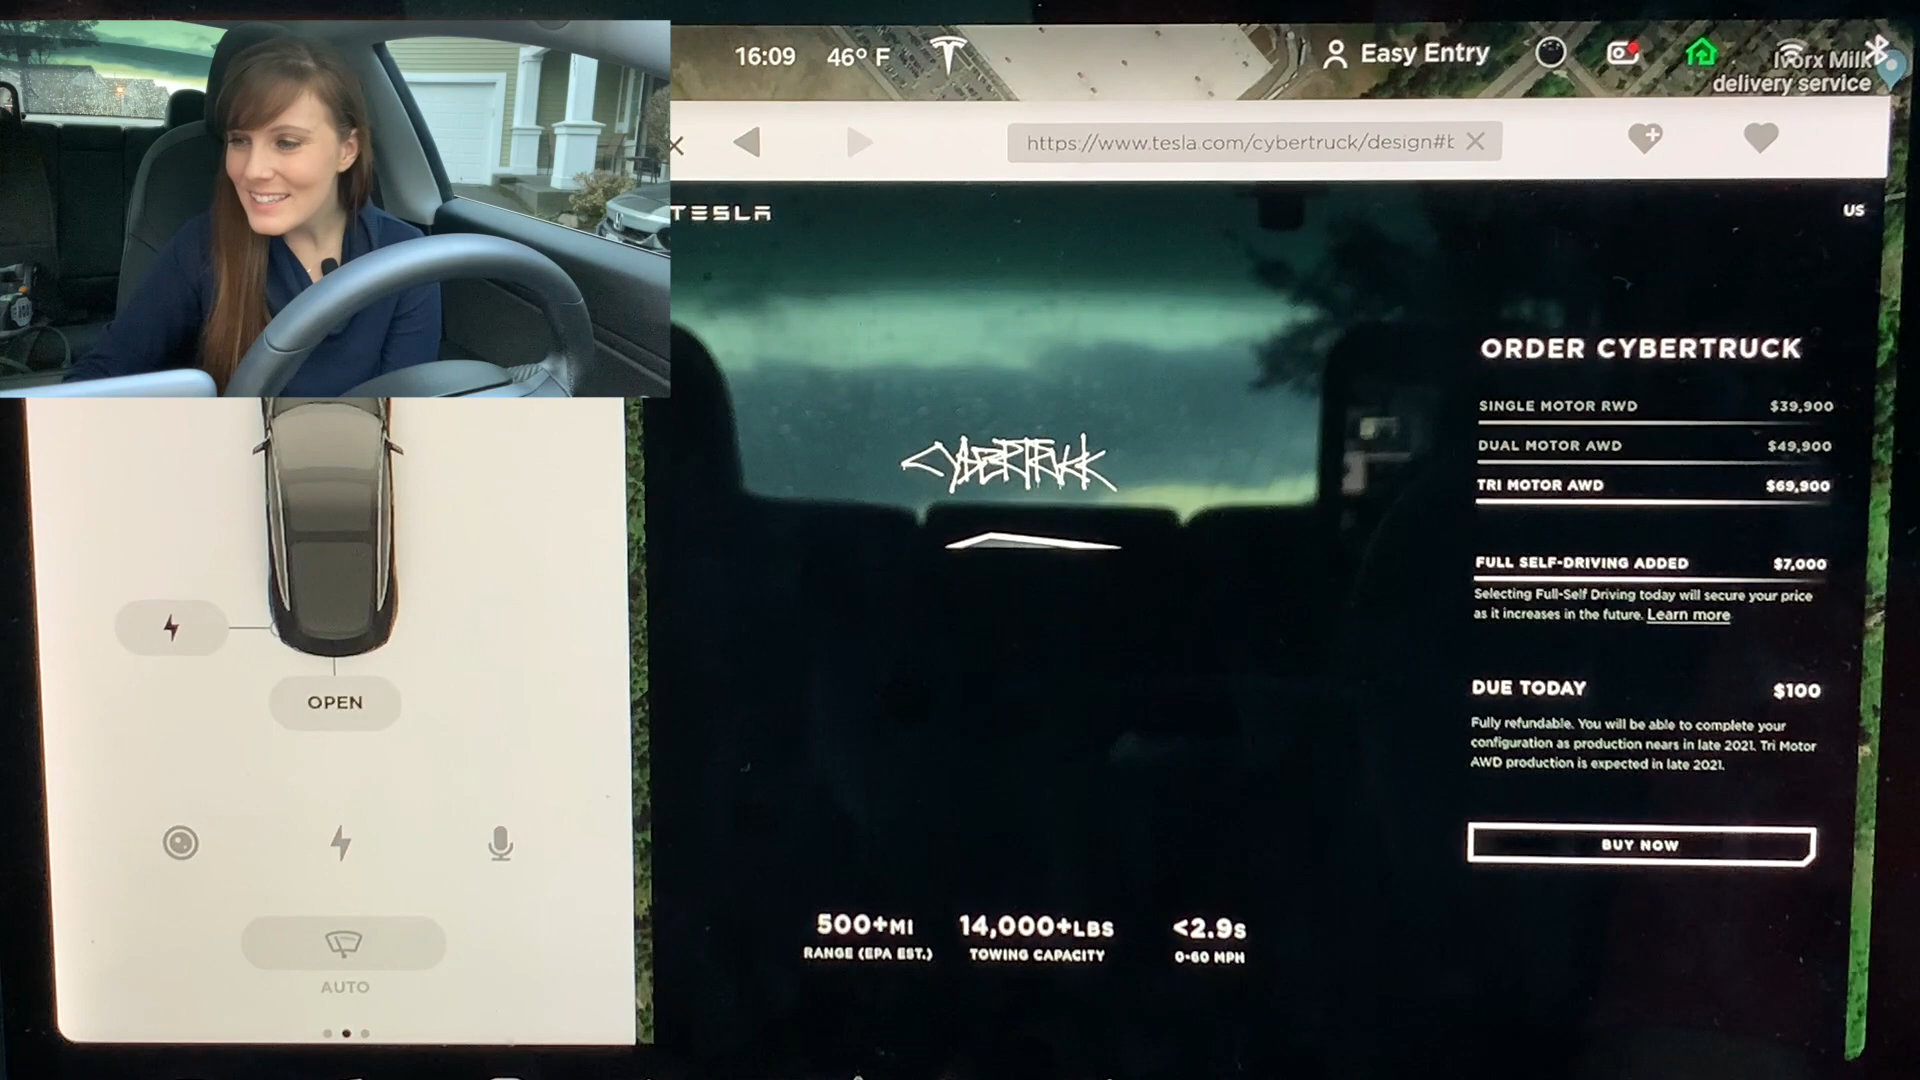 16:09 46° F
Easy Entry
Ivorx Milk
delivery service
https://www.tesla.com/cybertruck/design#b
TESLA
US
CYBERTRUCK
ORDER CYBERTRUCK
SINGLE MOTOR RWD $39,900
DUAL MOTOR AWD $49,900
TRI MOTOR AWD $69,900
FULL SELF-DRIVING ADDED $7,000
Selecting Full-Self Driving today will secure your price
as it increases in the future. Learn more
DUE TODAY $100
Fully refundable. You will be able to complete your
configuration as production nears in late 2021. Tri Motor
AWD production is expected in late 2021.
BUY NOW
OPEN
AUTO
500+MI 14,000+LBS <2.9S
RANGE (EPA EST.) TOWING CAPACITY 0-60 MPH